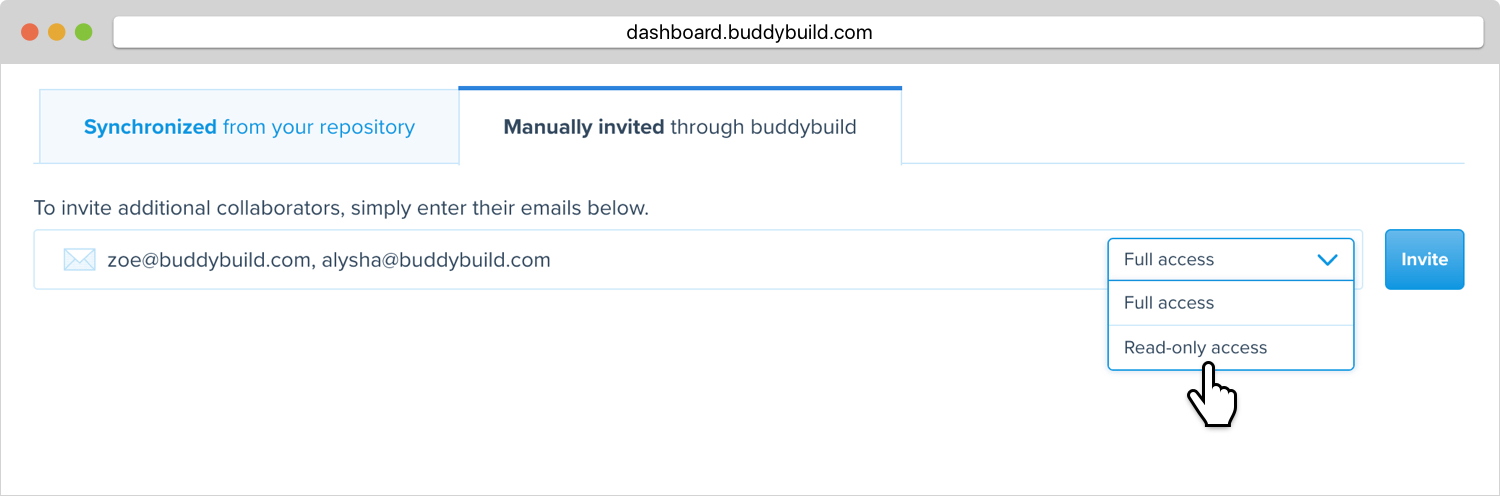 dashboard.buddybuild.com
Synchronized from your repository
Manually invited through buddybuild
To invite additional collaborators, simply enter their emails below.
zoe@buddybuild.com, alysha@buddybuild.com
Full access
Invite
Full access
Read-only access